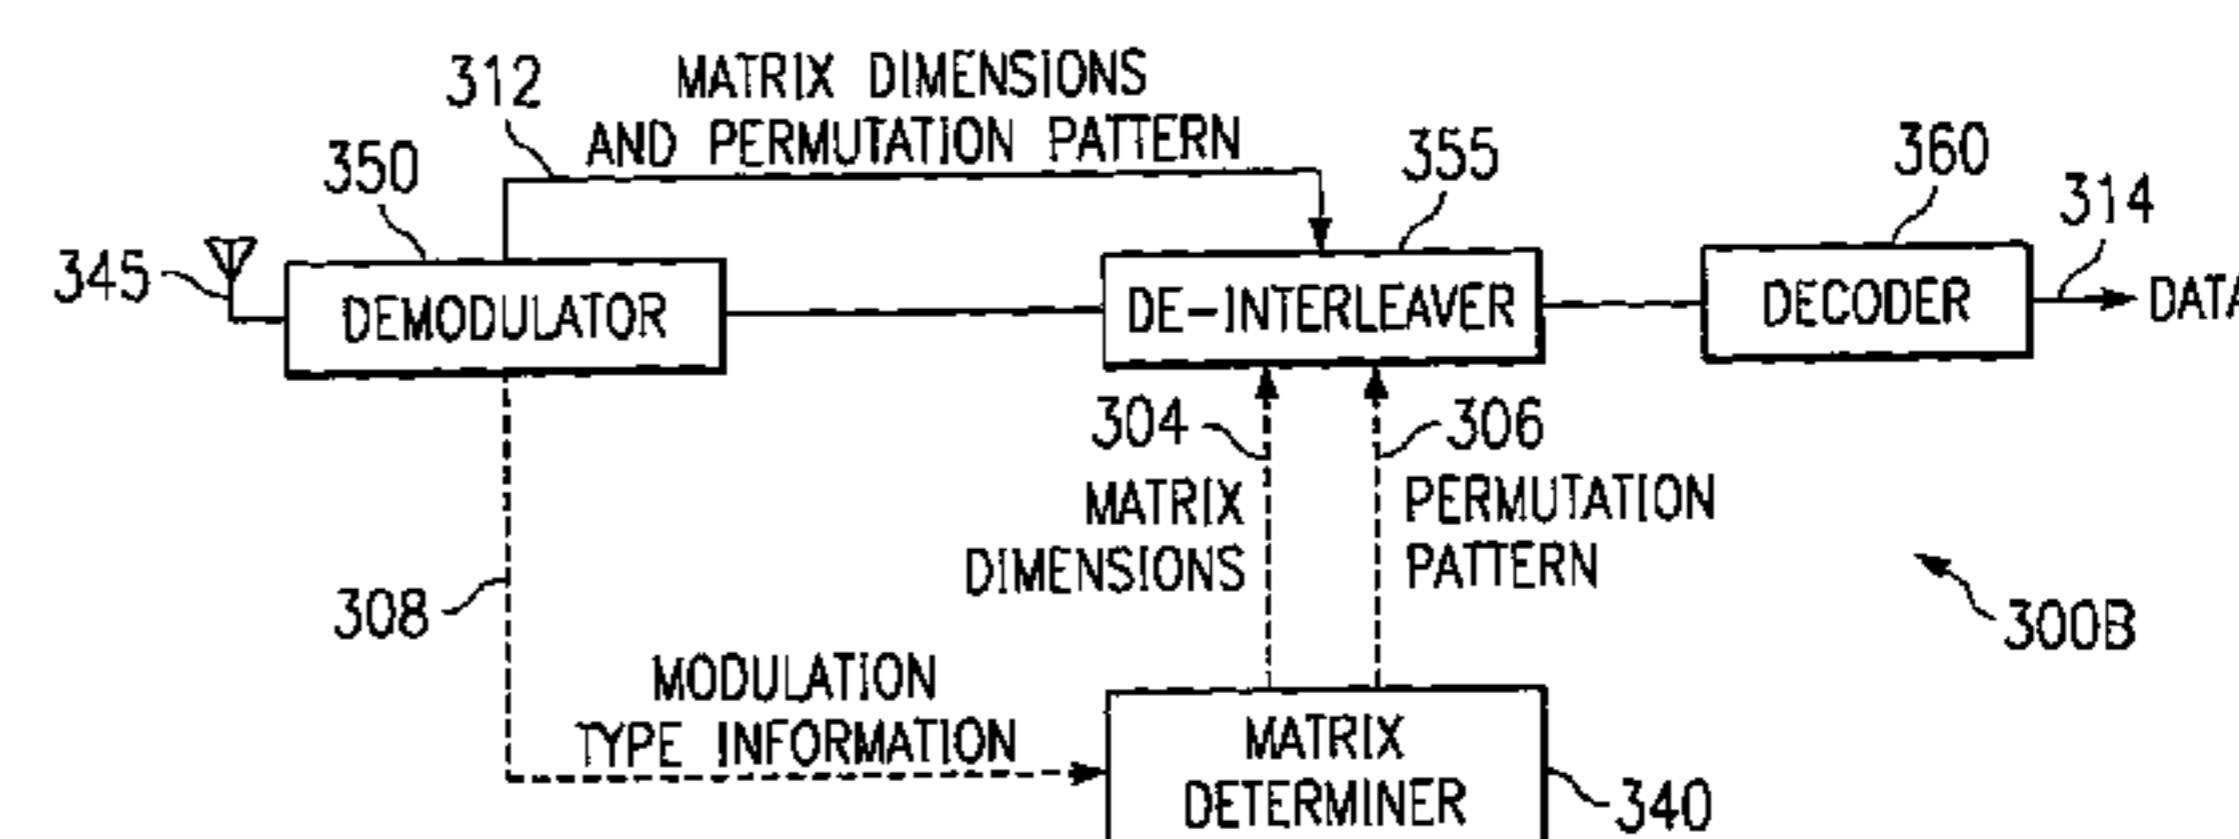 312
MATRIX DIMENSIONS
AND PERMUTATION PATTERN
350
355
360
314
345
DEMODULATOR
DE-INTERLEAVER
DECODER
DATA
304
306
MATRIX
DIMENSIONS
PERMUTATION
PATTERN
308
300B
MODULATION
TYPE INFORMATION
MATRIX
DETERMINER
340